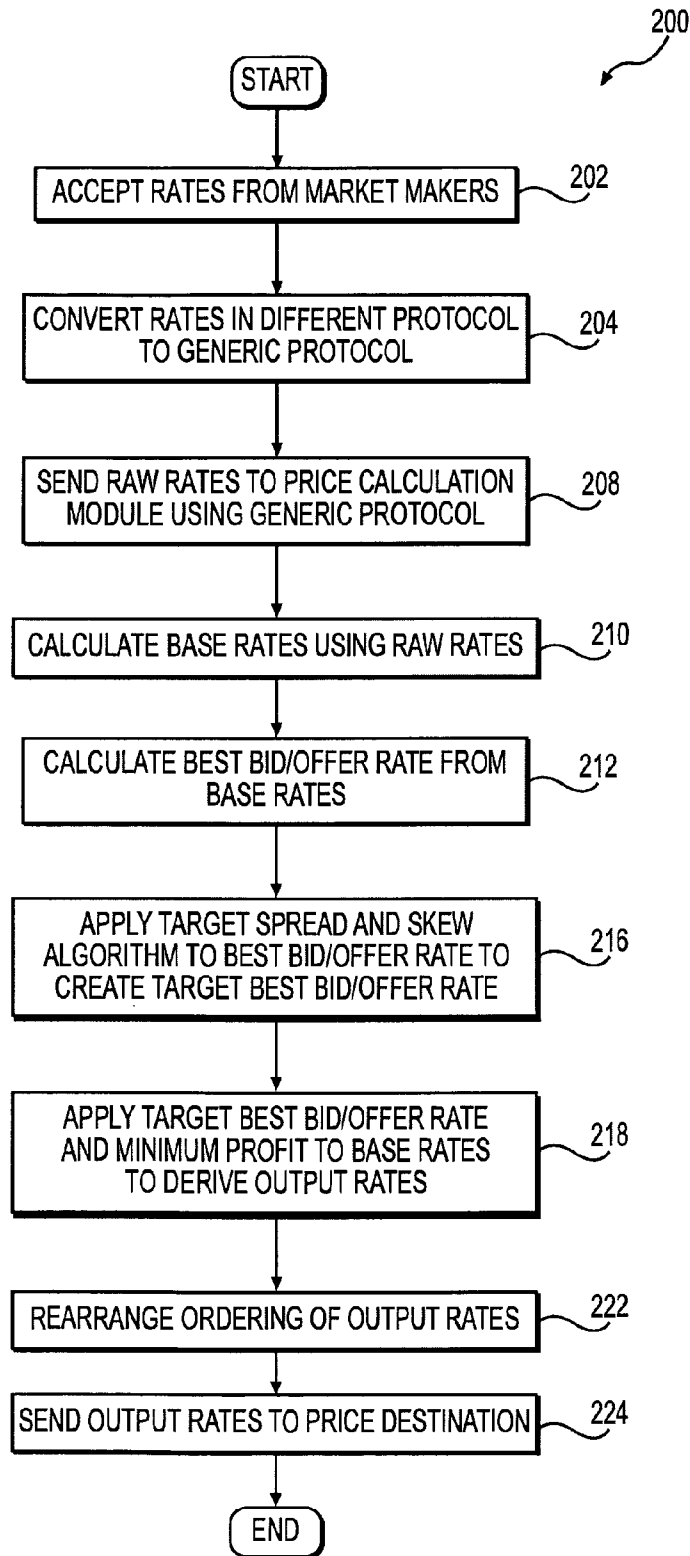 200
START
ACCEPT RATES FROM MARKET MAKERS
202
CONVERT RATES IN DIFFERENT PROTOCOL
TO GENERIC PROTOCOL
204
SEND RAW RATES TO PRICE CALCULATION
MODULE USING GENERIC PROTOCOL
208
CALCULATE BASE RATES USING RAW RATES
210
CALCULATE BEST BID/OFFER RATE FROM
BASE RATES
212
APPLY TARGET SPREAD AND SKEW
ALGORITHM TO BEST BID/OFFER RATE TO
CREATE TARGET BEST BID/OFFER RATE
216
APPLY TARGET BEST BID/OFFER RATE
AND MINIMUM PROFIT TO BASE RATES
TO DERIVE OUTPUT RATES
218
REARRANGE ORDERING OF OUTPUT RATES
222
SEND OUTPUT RATES TO PRICE DESTINATION
224
END